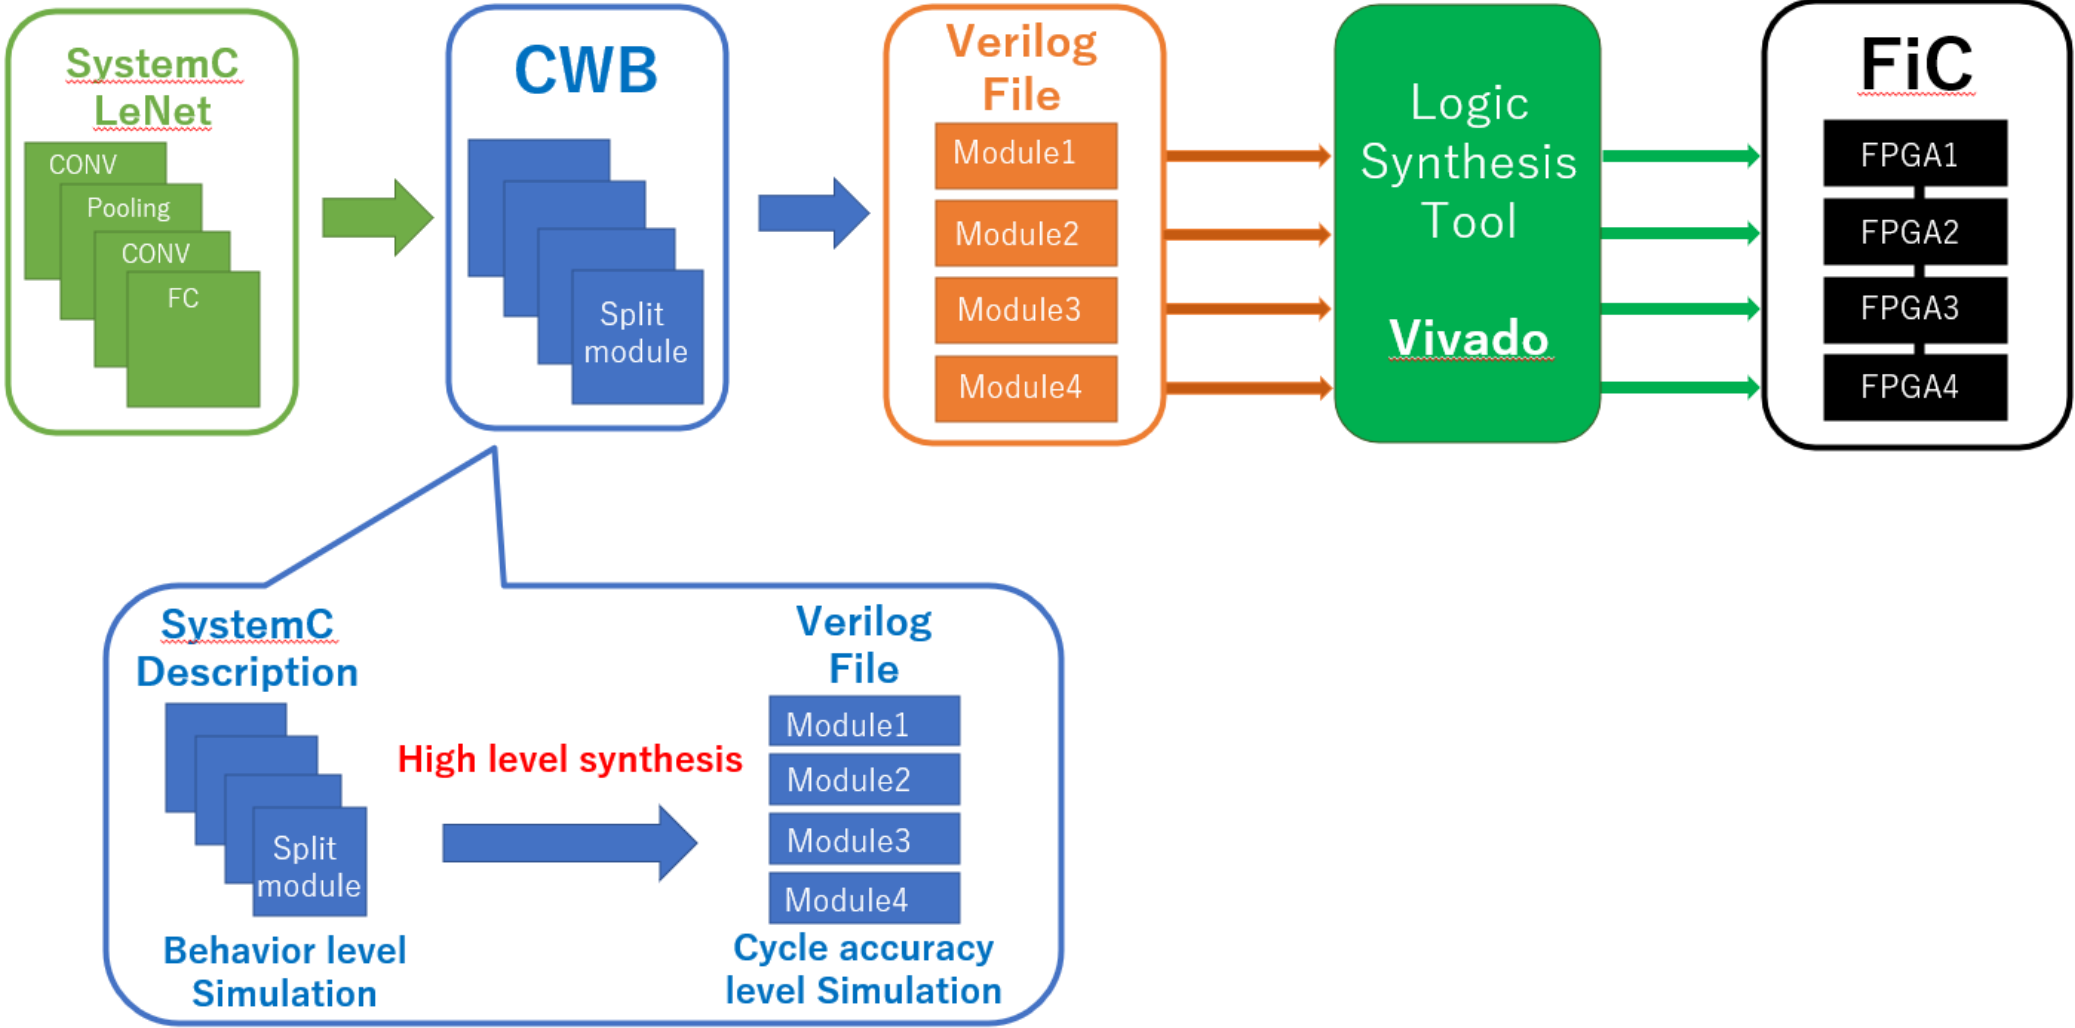 SystemC
LeNet
CONV
Pooling
CONV
FC
CWB
Split
module
Verilog
File
Module1
Module2
Module3
Module4
Logic
Synthesis
Tool
Vivado
FiC
FPGA1
FPGA2
FPGA3
FPGA4
SystemC
Description
Split
module
Behavior level
Simulation
High level synthesis
Verilog
File
Module1
Module2
Module3
Module4
Cycle accuracy
level Simulation